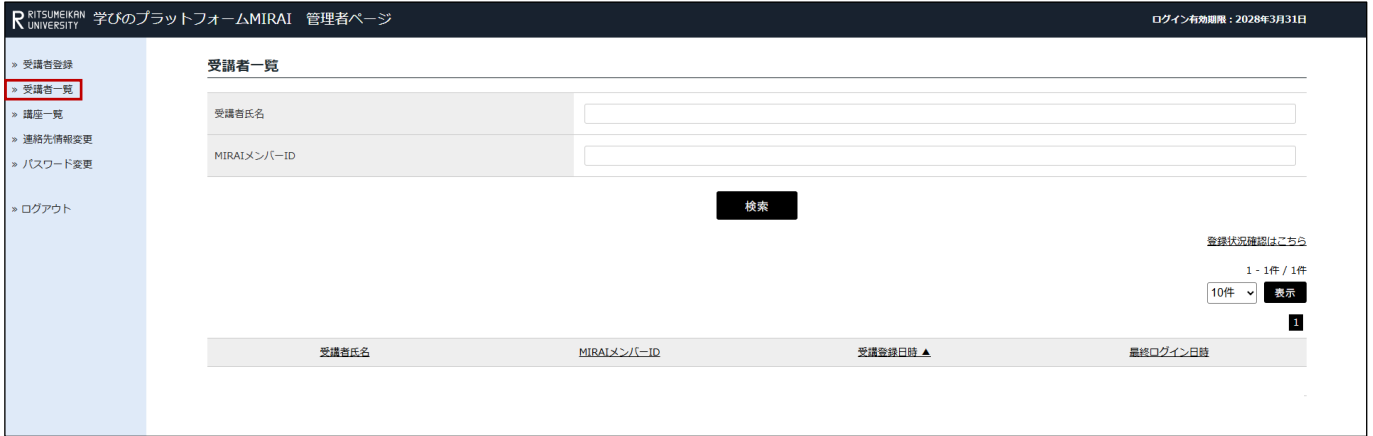 RITSUMEIKAN
UNIVERSITY 学びのプラットフォームMIRAI 管理者ページ
ログイン有効期限：2028年3月31日
» 受講者登録
» 受講者一覧
» 講座一覧
» 連絡先情報変更
» パスワード変更
» ログアウト
受講者一覧
受講者氏名
MIRAIメンバーID
検索
登録状況確認はこちら
1 - 1件 / 1件
10件 表示
1
受講者氏名 MIRAIメンバーID 受講登録日時 ▲ 最終ログイン日時